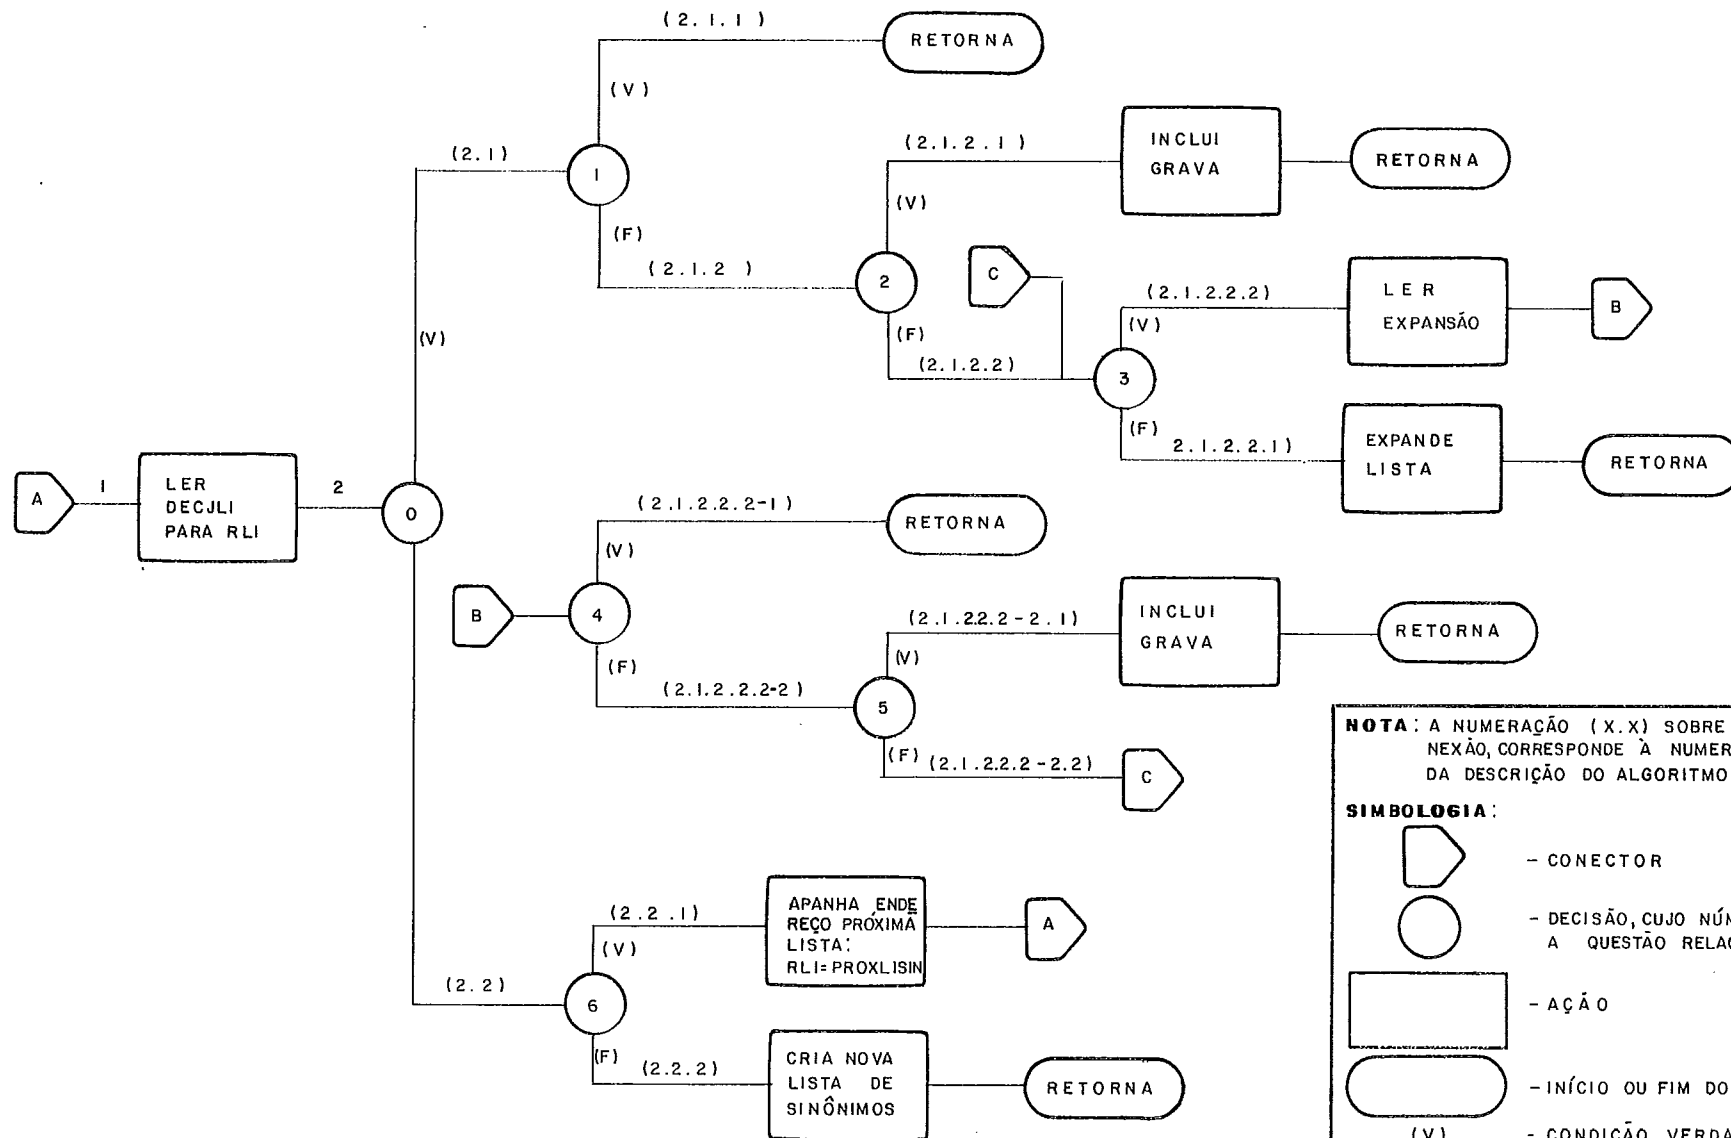 (2.1.1)
RETORNA
(V)
(2.1)
1
(F)
(2.1.2)
(2.1.2.1)
INCLUI
GRAVA
RETORNA
(V)
2
C
(F)
(2.1.2.2)
3
(2.1.2.2.2)
(V)
LER
EXPANSÃO
B
(F)
2.1.2.2.1)
EXPANDE
LISTA
RETORNA
(V)
A
1
LER
DECJLI
PARA RLI
2
0
(2.1.2.2.2-1)
RETORNA
(V)
B
4
(F)
(2.1.2.2.2-2)
(2.1.2.2.2-2.1)
INCLUI
GRAVA
RETORNA
(V)
5
(F)
(2.1.2.2.2-2.2)
C
(2.2)
6
(2.2.1)
(V)
APANHA ENDE
REÇO PRÓXIMA
LISTA:
RLI=PROXLISIN
A
(F)
(2.2.2)
CRIA NOVA
LISTA DE
SINÔNIMOS
RETORNA
NOTA: A NUMERAÇÃO (X.X) SOBRE
NEXÃO, CORRESPONDE À NUMER
DA DESCRIÇÃO DO ALGORITMO
SIMBOLOGIA:
- CONECTOR
- DECISÃO, CUJO NÚM
A QUESTÃO RELAC
- AÇÃO
- INÍCIO OU FIM DO
(V) - CONDIÇÃO VERDA